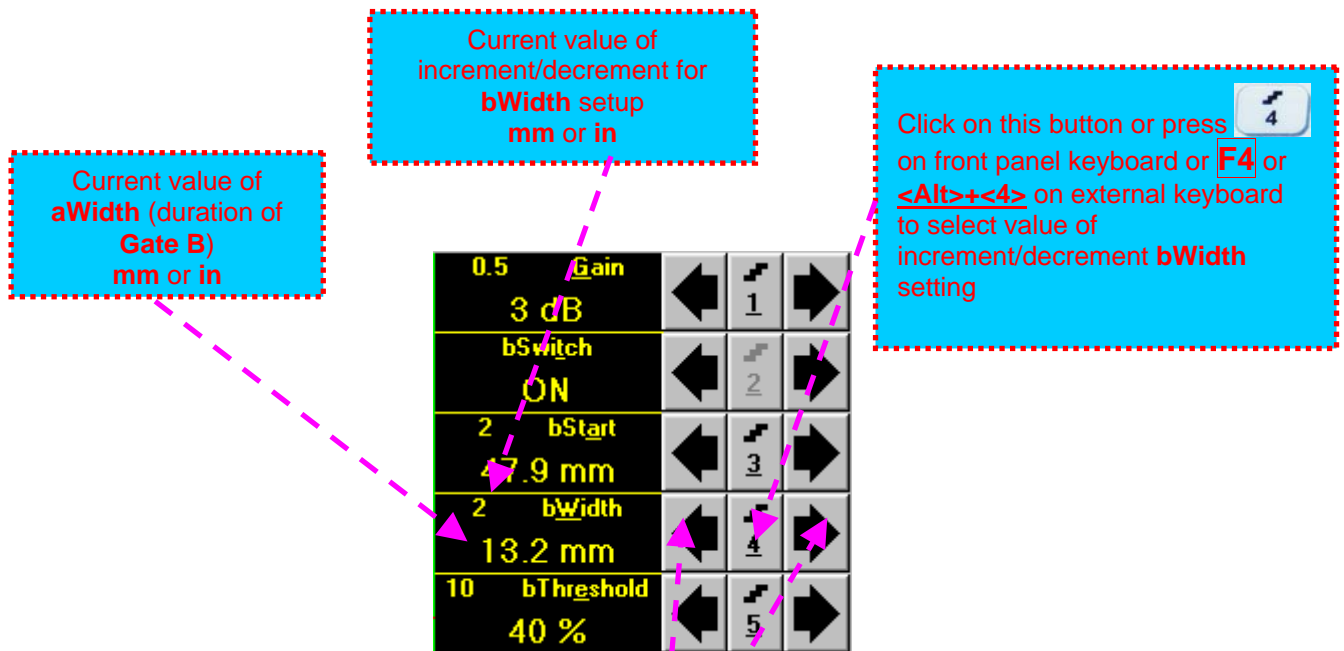 Current value of
increment/decrement for
bWidth setup
mm or in
Click on this button or press 4
on front panel keyboard or F4 or
<Alt>+<4> on external keyboard
to select value of
increment/decrement bWidth
setting
Current value of
aWidth (duration of
Gate B)
mm or in
0.5 Gain
3 dB
1
bSwitch
ON
2
2 bStart
47.9 mm
3
2 bWidth
13.2 mm
4
10 bThreshold
40 %
5